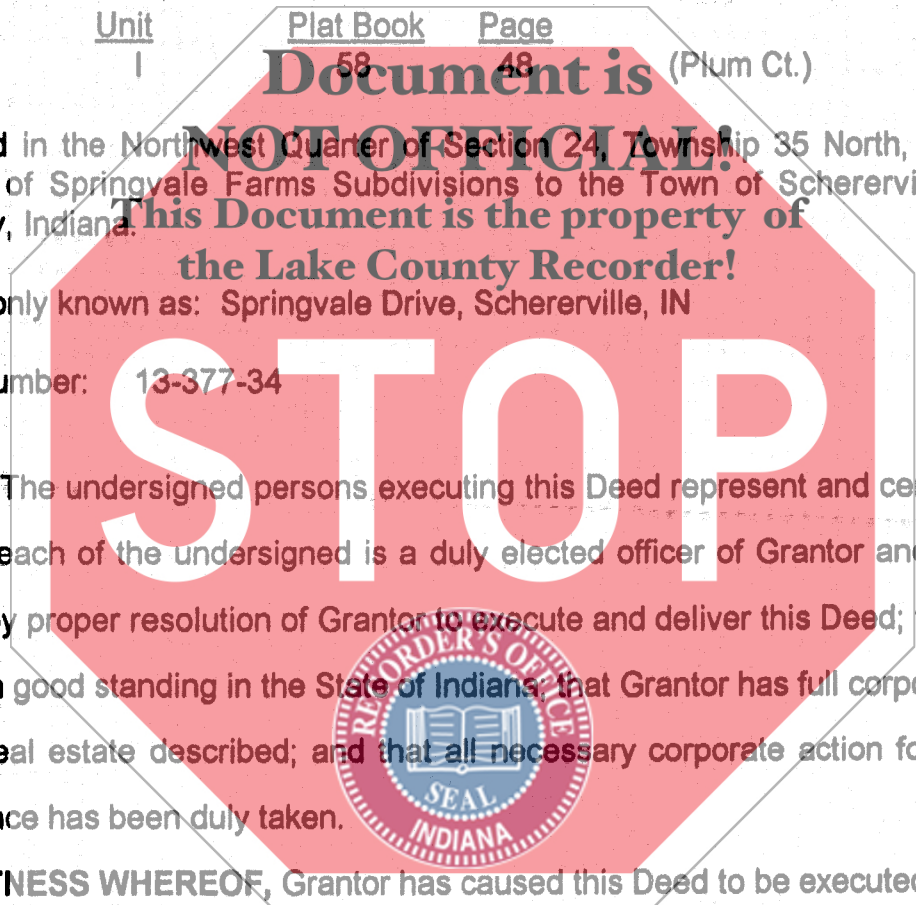 Unit Plat Book Page
I 58 48 (Plum Ct.)
Document is
NOT OFFICIAL!
This Document is the property of
the Lake County Recorder!
d in the Northwest Quarter of Section 24, Township 35 North,
of Springvale Farms Subdivisions to the Town of Scherervi
, Indiana.
only known as: Springvale Drive, Schererville, IN
umber: 13-377-34
STOP
The undersigned persons executing this Deed represent and cer
each of the undersigned is a duly elected officer of Grantor and
y proper resolution of Grantor to execute and deliver this Deed;
good standing in the State of Indiana; that Grantor has full corpo
eal estate described; and that all necessary corporate action fo
ce has been duly taken.
RECORDER'S OFFICE
SEAL
INDIANA
TNESS WHEREOF, Grantor has caused this Deed to be executed